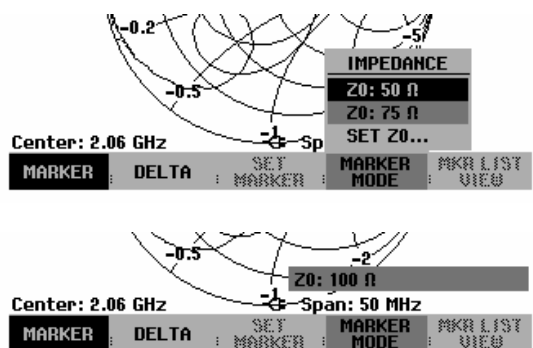 -0.2
-5
IMPEDANCE
-0.5
Z0: 50 Ω
Z0: 75 Ω
SET Z0...
-1
Center: 2.06 GHz Sp
MARKER DELTA SET MARKER MARKER MODE MKR LIST VIEW
-0.5
-2
Z0: 100 Ω
-1
Center: 2.06 GHz Span: 50 MHz
MARKER DELTA SET MARKER MARKER MODE MKR LIST VIEW